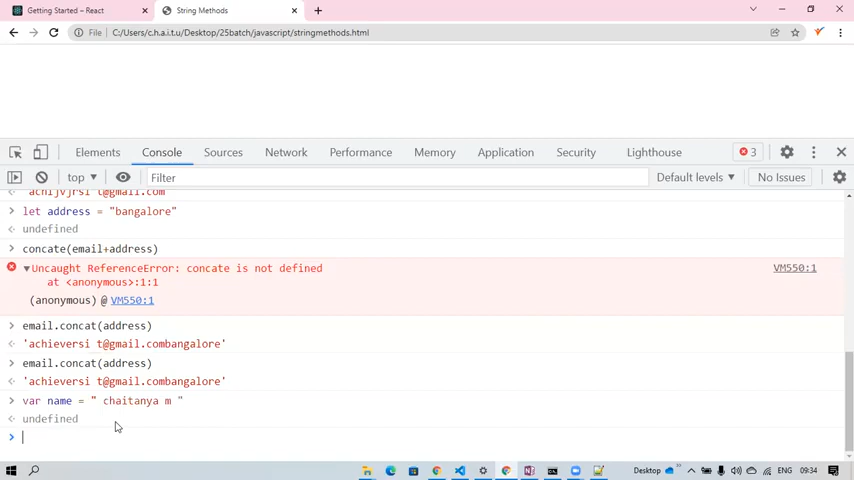 Getting Started – React
String Methods
File C:/Users/c.h.a.i.t.u/Desktop/25batch/javascript/stringmethods.html
Elements Console Sources Network Performance Memory Application Security Lighthouse 3
top Filter Default levels No Issues
'achijvjrsi t@gmail.com'
let address = "bangalore"
undefined
concate(email+address)
Uncaught ReferenceError: concate is not defined VM550:1
at <anonymous>:1:1
(anonymous) @ VM550:1
email.concat(address)
'achieversi t@gmail.combangalore'
email.concat(address)
'achieversi t@gmail.combangalore'
var name = " chaitanya m "
undefined
Desktop ENG 09:34